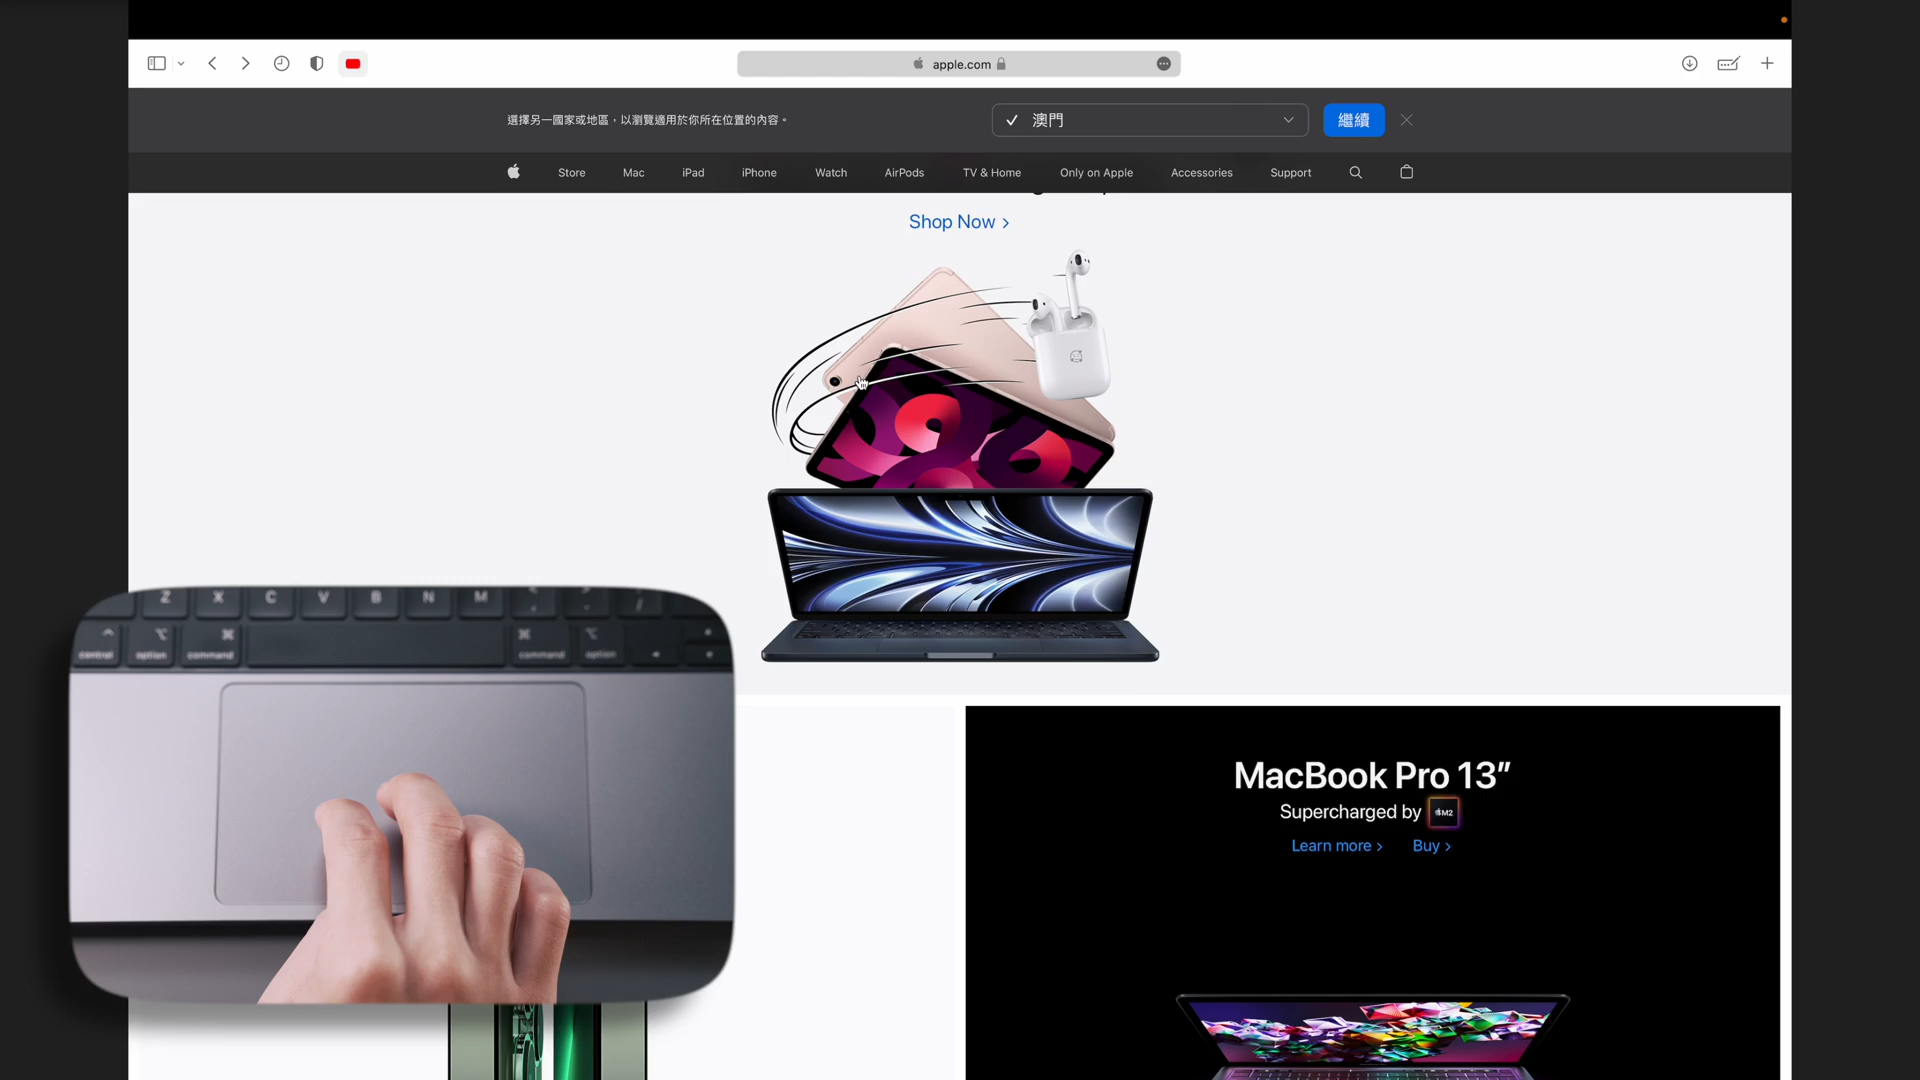 apple.com
選擇另一國家或地區，以瀏覽適用於你所在位置的內容。
澳門
繼續
Store
Mac
iPad
iPhone
Watch
AirPods
TV & Home
Only on Apple
Accessories
Support
Shop Now >
Z X C V B N M
control option command
command option
MacBook Pro 13”
Supercharged by M2
Learn more >
Buy >